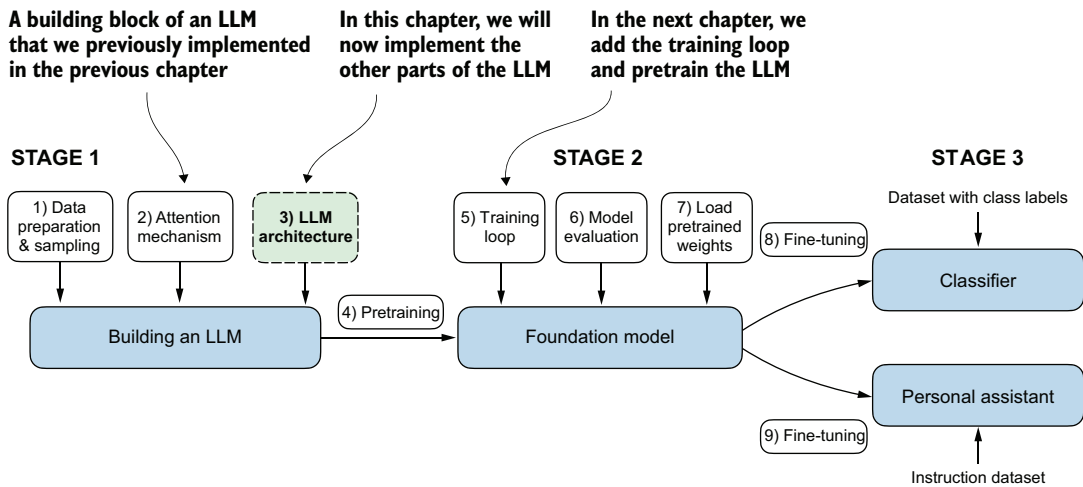 A building block of an LLM
that we previously implemented
in the previous chapter
In this chapter, we will
now implement the
other parts of the LLM
In the next chapter, we
add the training loop
and pretrain the LLM
STAGE 1
STAGE 2
STAGE 3
1) Data
preparation
& sampling
2) Attention
mechanism
3) LLM
architecture
5) Training
loop
6) Model
evaluation
7) Load
pretrained
weights
Dataset with class labels
8) Fine-tuning
Classifier
4) Pretraining
Building an LLM
Foundation model
Personal assistant
9) Fine-tuning
Instruction dataset